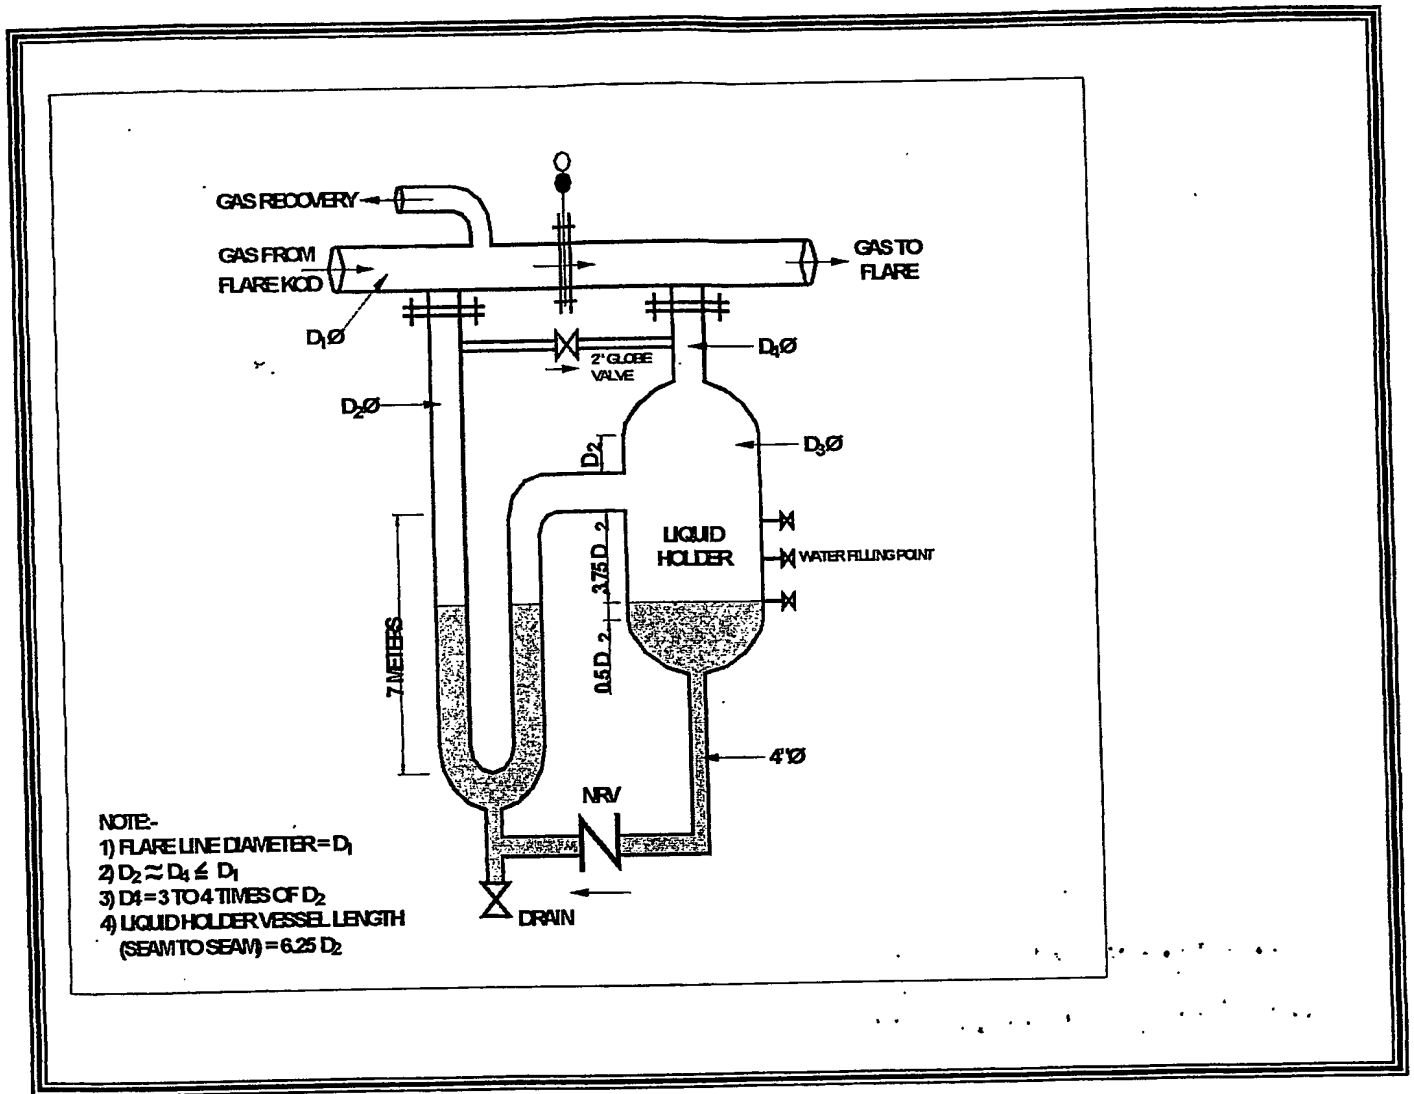 GAS RECOVERY
GAS FROM
FLARE KOD
GAS TO
FLARE
D1Ø
2" GLOBE
VALVE
D4Ø
D2Ø
D2
D3Ø
LIQUID
HOLDER
3.75 D 2
WATER FILLING POINT
7 METERS
0.5 D 2
4"Ø
NRV
DRAIN
NOTE:-
1) FLARE LINE DIAMETER = D1
2) D2 ≈ D4 ≤ D1
3) D4 = 3 TO 4 TIMES OF D2
4) LIQUID HOLDER VESSEL LENGTH
(SEAM TO SEAM) = 6.25 D2